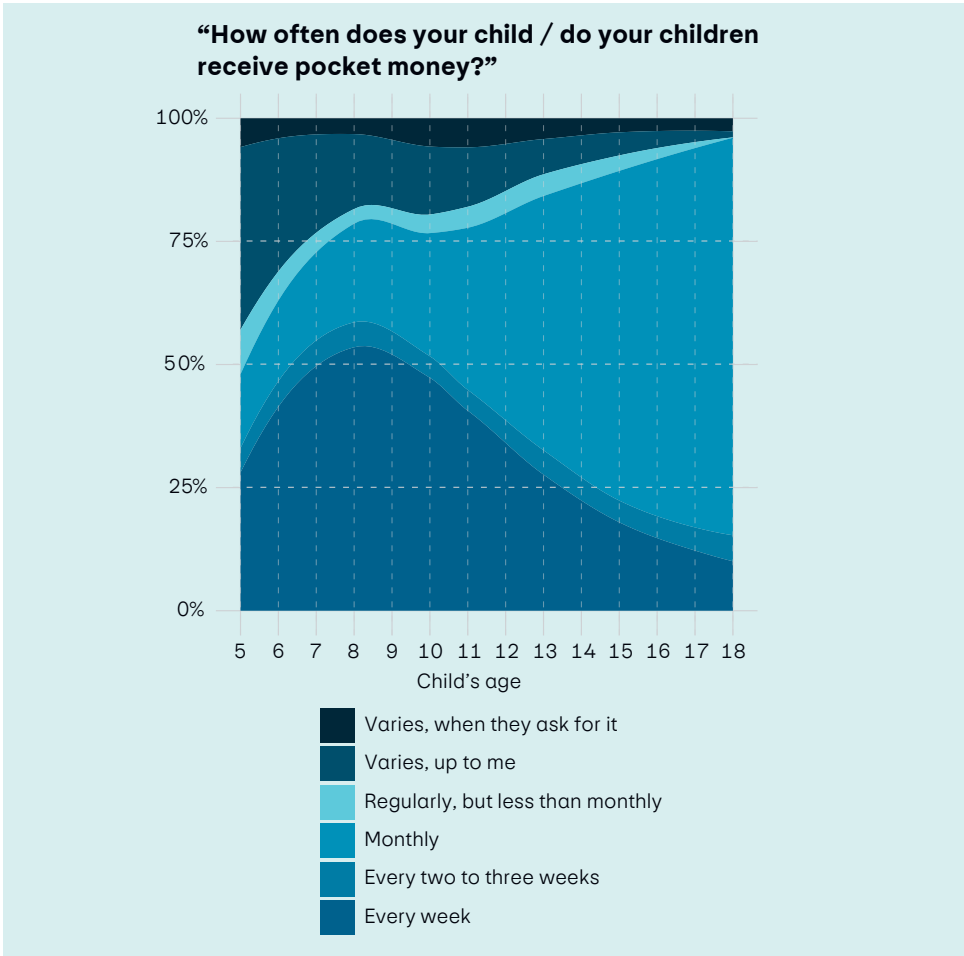 “How often does your child / do your children
receive pocket money?”
100%
75%
50%
25%
0%
5 6 7 8 9 10 11 12 13 14 15 16 17 18
Child’s age
Varies, when they ask for it
Varies, up to me
Regularly, but less than monthly
Monthly
Every two to three weeks
Every week